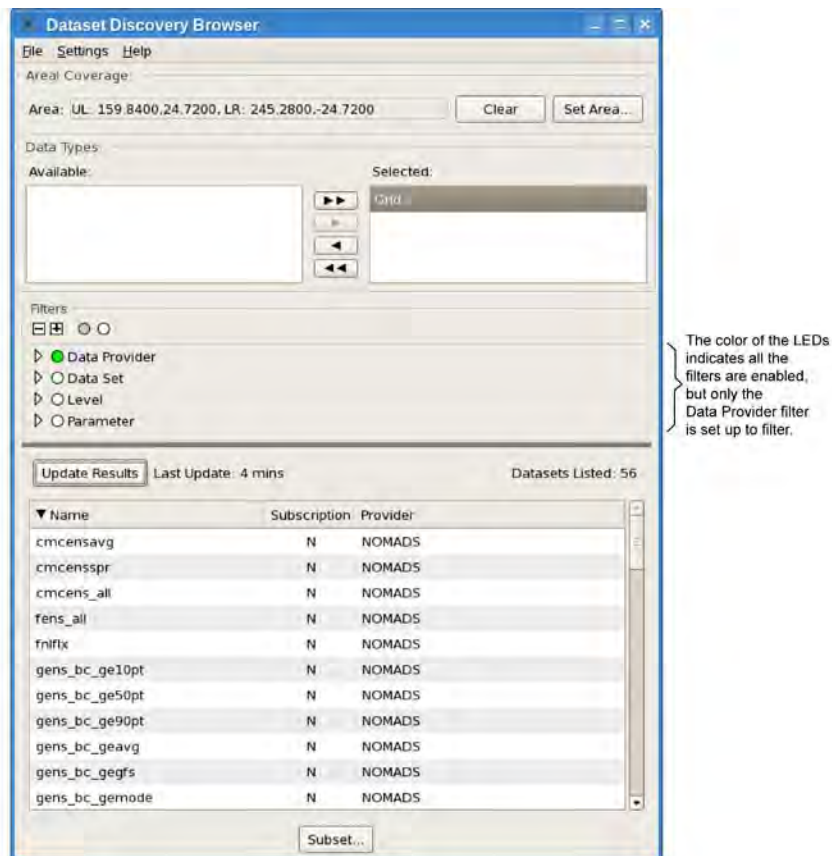 Dataset Discovery Browser
File Settings Help
Areal Coverage
Area: UL: 159.8400,24.7200, LR: 245.2800,-24.7200
Clear
Set Area...
Data Types
Available:
Selected:
Grid
Filters
Data Provider
Data Set
Level
Parameter
The color of the LEDs
indicates all the
filters are enabled,
but only the
Data Provider filter
is set up to filter.
Update Results Last Update: 4 mins Datasets Listed: 56
Name Subscription Provider
cmcensavg N NOMADS
cmcensspr N NOMADS
cmcens_all N NOMADS
fens_all N NOMADS
fnlflx N NOMADS
gens_bc_ge10pt N NOMADS
gens_bc_ge50pt N NOMADS
gens_bc_ge90pt N NOMADS
gens_bc_geavg N NOMADS
gens_bc_gegfs N NOMADS
gens_bc_gemode N NOMADS
Subset...